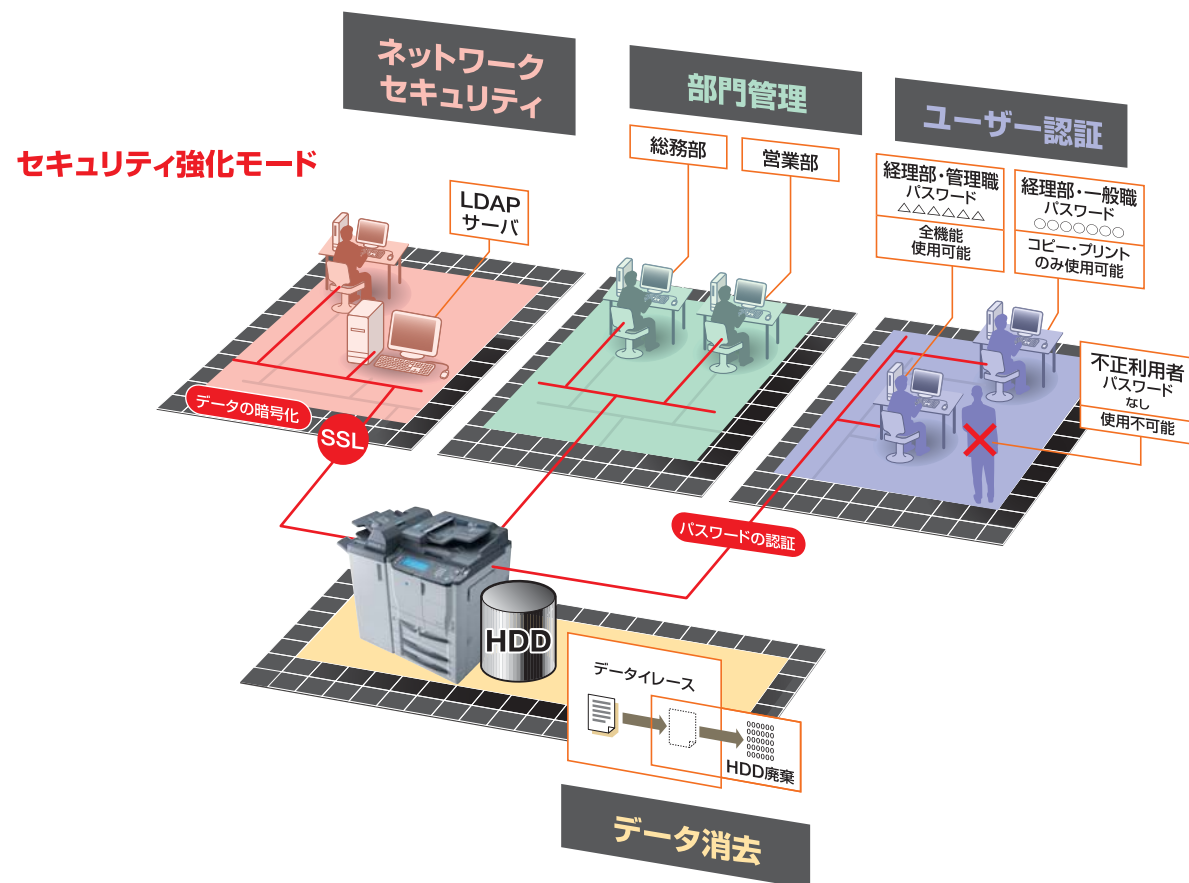 ネットワーク
セキュリティ
部門管理
ユーザー認証
セキュリティ強化モード
総務部
営業部
経理部・管理職
パスワード
△△△△△△
全機能
使用可能
経理部・一般職
パスワード
○○○○○○○
コピー・プリント
のみ使用可能
LDAP
サーバ
不正利用者
パスワード
なし
使用不可能
データの暗号化
SSL
パスワードの認証
HDD
データイレース
000000
000000
000000
000000
000000
HDD廃棄
データ消去